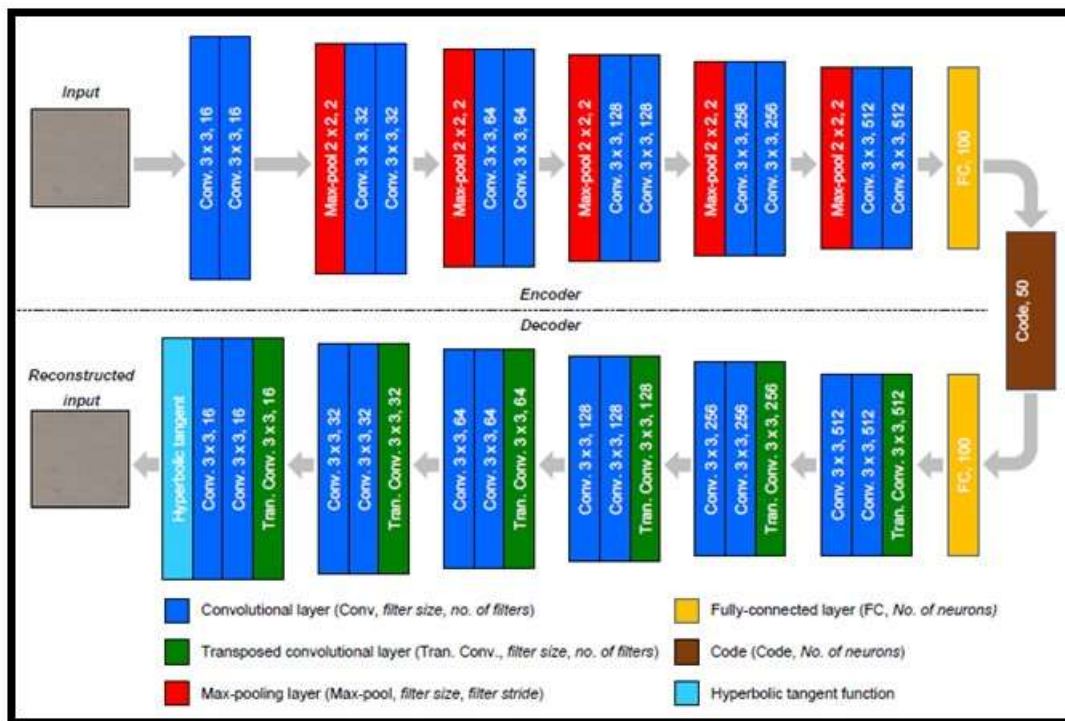 Input
Conv. 3 x 3, 16
Conv. 3 x 3, 16
Max-pool 2 x 2, 2
Conv. 3 x 3, 32
Conv. 3 x 3, 32
Max-pool 2 x 2, 2
Conv. 3 x 3, 64
Conv. 3 x 3, 64
Max-pool 2 x 2, 2
Conv. 3 x 3, 128
Conv. 3 x 3, 128
Max-pool 2 x 2, 2
Conv. 3 x 3, 256
Conv. 3 x 3, 256
Max-pool 2 x 2, 2
Conv. 3 x 3, 512
Conv. 3 x 3, 512
FC, 100
Code, 50
Encoder
Decoder
Reconstructed
input
Hyperbolic tangent
Conv. 3 x 3, 16
Conv. 3 x 3, 16
Tran. Conv. 3 x 3, 16
Conv. 3 x 3, 32
Conv. 3 x 3, 32
Tran. Conv. 3 x 3, 32
Conv. 3 x 3, 64
Conv. 3 x 3, 64
Tran. Conv. 3 x 3, 64
Conv. 3 x 3, 128
Conv. 3 x 3, 128
Tran. Conv. 3 x 3, 128
Conv. 3 x 3, 256
Conv. 3 x 3, 256
Tran. Conv. 3 x 3, 256
Conv. 3 x 3, 512
Conv. 3 x 3, 512
Tran. Conv. 3 x 3, 512
FC, 100
Convolutional layer (Conv, filter size, no. of filters)
Transposed convolutional layer (Tran. Conv., filter size, no. of filters)
Max-pooling layer (Max-pool, filter size, filter stride)
Fully-connected layer (FC, No. of neurons)
Code (Code, No. of neurons)
Hyperbolic tangent function